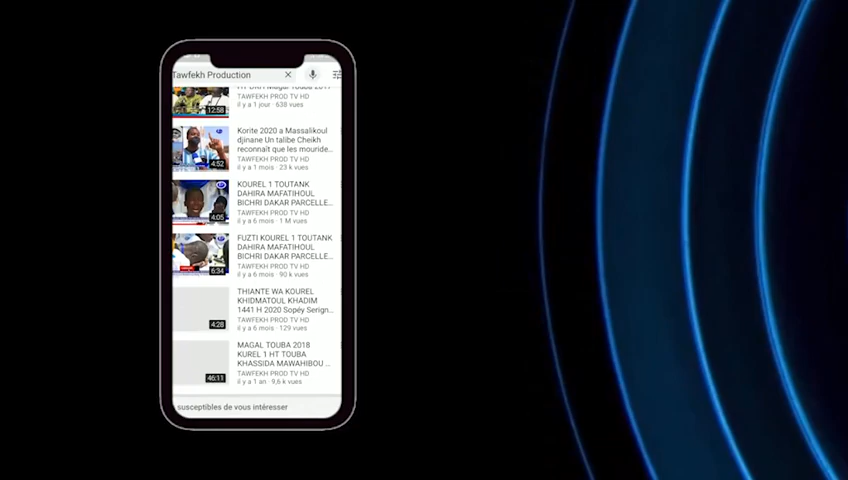 Tawfekh Production
12:58
TAWFEKH PROD TV HD
il y a 1 jour · 638 vues
Korite 2020 a Massalikoul
djinane Un talibe Cheikh
reconnaît que les mouride...
TAWFEKH PROD TV HD
il y a 1 mois · 23 k vues
4:52
KOUREL 1 TOUTANK
DAHIRA MAFATIHOUL
BICHRI DAKAR PARCELLE...
TAWFEKH PROD TV HD
il y a 6 mois · 1 M vues
4:05
FUZTI KOUREL 1 TOUTANK
DAHIRA MAFATIHOUL
BICHRI DAKAR PARCELLE...
TAWFEKH PROD TV HD
il y a 6 mois · 90 k vues
6:34
THIANTE WA KOUREL
KHIDMATOUL KHADIM
1441 H 2020 Sopéy Serign...
TAWFEKH PROD TV HD
il y a 6 mois · 129 vues
4:28
MAGAL TOUBA 2018
KUREL 1 HT TOUBA
KHASSIDA MAWAHIBOU ...
TAWFEKH PROD TV HD
il y a 1 an · 9,6 k vues
46:11
susceptibles de vous intéresser